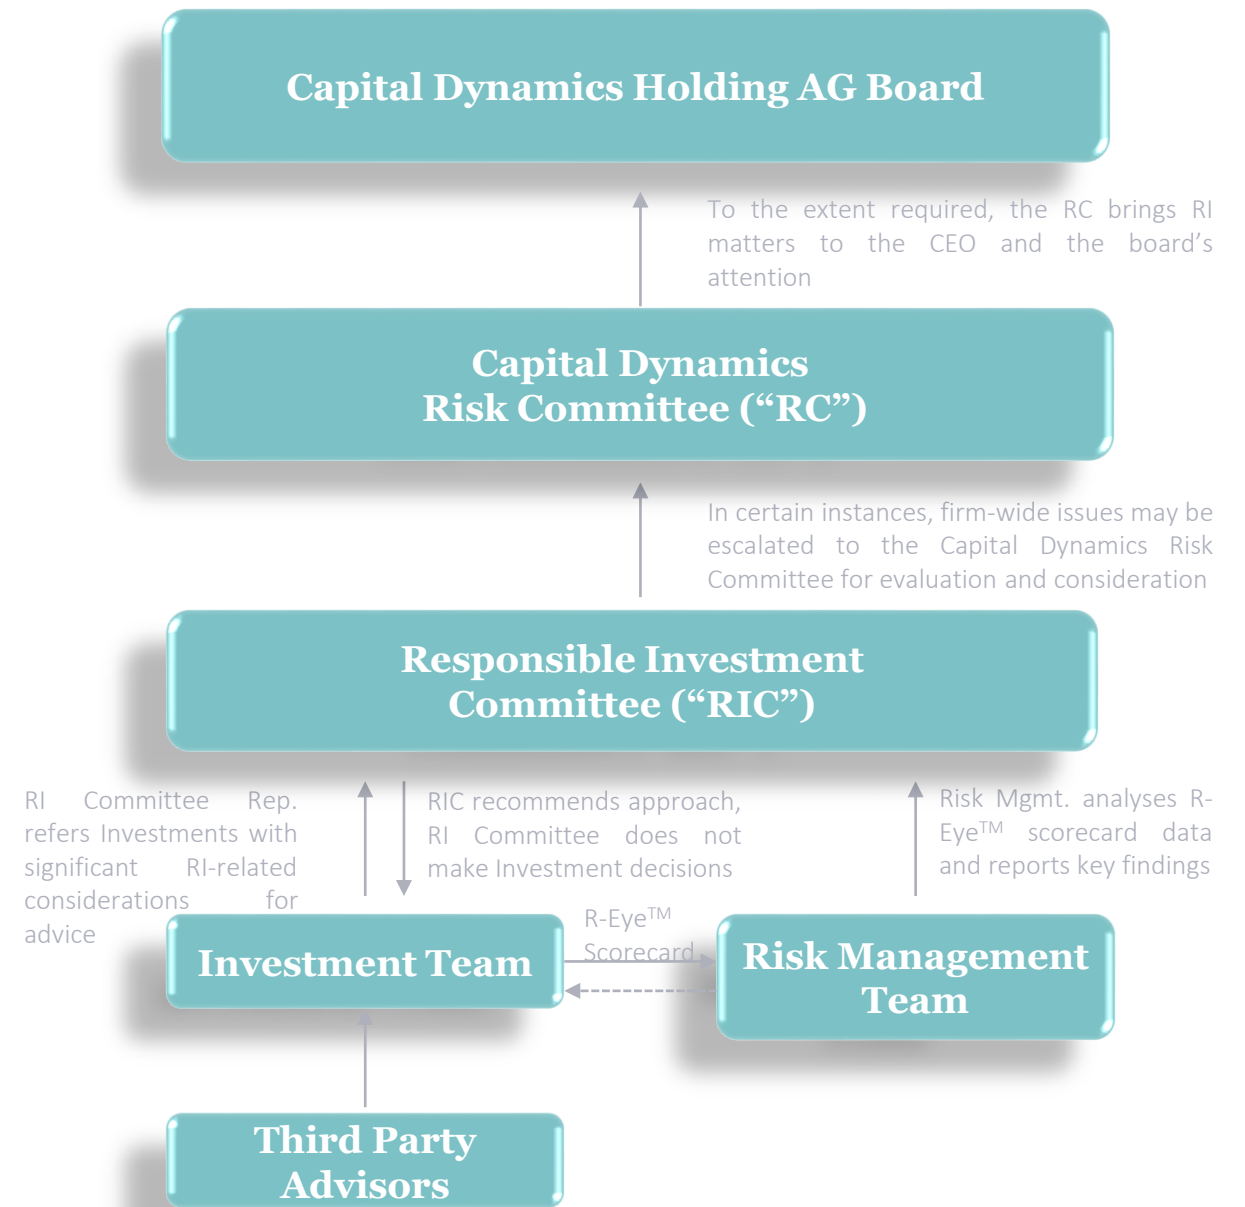 Capital Dynamics Holding AG Board
To the extent required, the RC brings RI
matters to the CEO and the board’s
attention
Capital Dynamics
Risk Committee (“RC”)
In certain instances, firm-wide issues may be
escalated to the Capital Dynamics Risk
Committee for evaluation and consideration
Responsible Investment
Committee (“RIC”)
RI Committee Rep.
refers Investments with
significant RI-related
considerations for
advice
RIC recommends approach,
RI Committee does not
make Investment decisions
Risk Mgmt. analyses R-
Eye™ scorecard data
and reports key findings
R-Eye™
Scorecard
Investment Team
Risk Management
Team
Third Party
Advisors